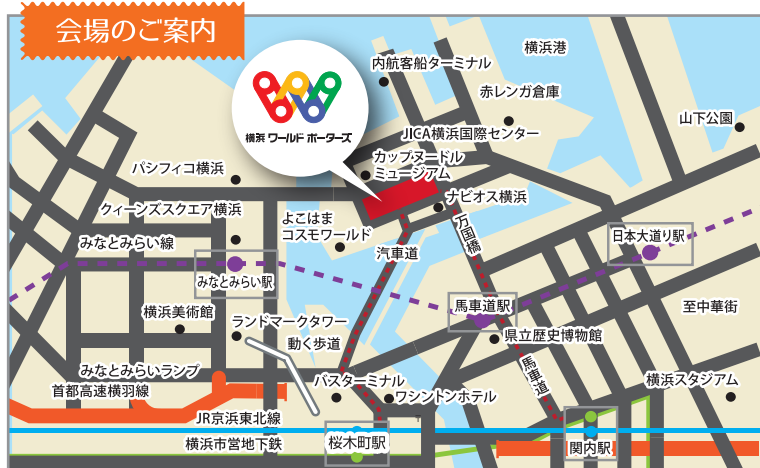 会場のご案内
横浜港
内航客船ターミナル
赤レンガ倉庫
山下公園
横浜 ワールド ポーターズ
JICA横浜国際センター
カップヌードル
ミュージアム
パシフィコ横浜
ナビオス横浜
クィーンズスクエア横浜
よこはま
コスモワールド
万国橋
日本大通り駅
みなとみらい線
汽車道
みなとみらい駅
馬車道駅
至中華街
横浜美術館
ランドマークタワー
県立歴史博物館
動く歩道
馬車道
みなとみらいランプ
バスターミナル
横浜スタジアム
首都高速横羽線
ワシントンホテル
JR京浜東北線
横浜市営地下鉄
桜木町駅
関内駅